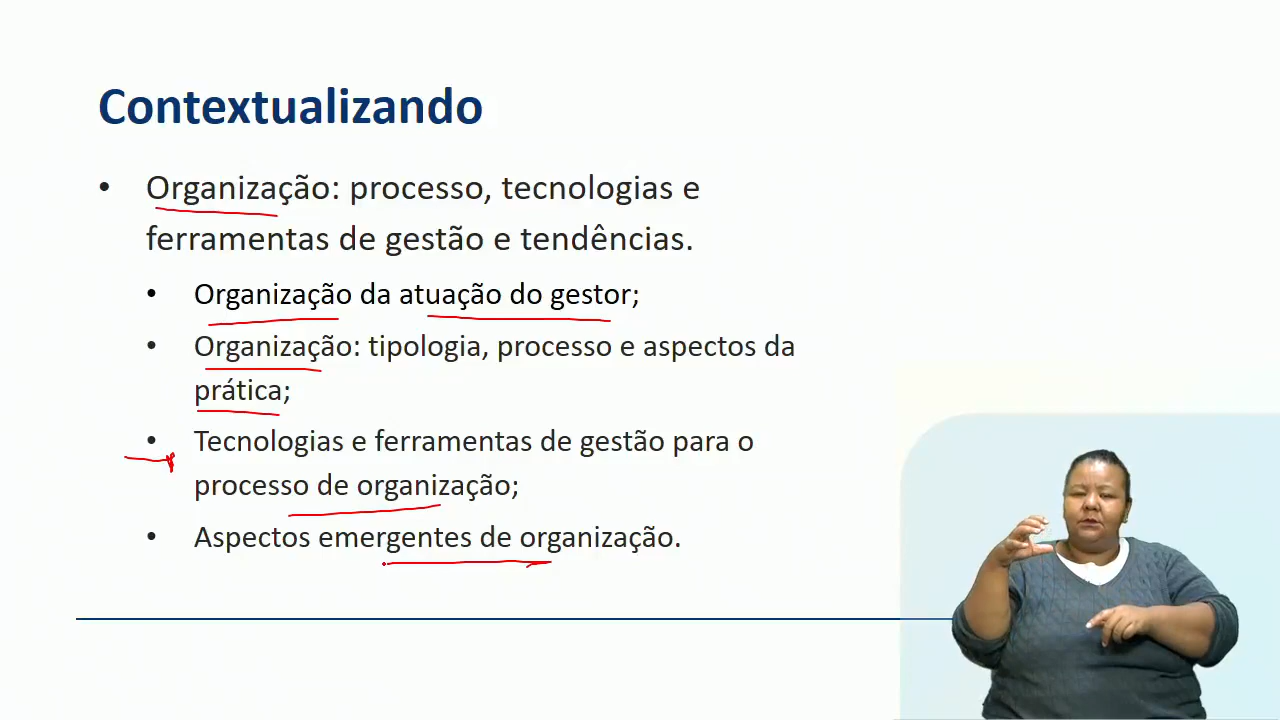 Contextualizando
• Organização: processo, tecnologias e
ferramentas de gestão e tendências.
• Organização da atuação do gestor;
• Organização: tipologia, processo e aspectos da
prática;
• Tecnologias e ferramentas de gestão para o
processo de organização;
• Aspectos emergentes de organização.